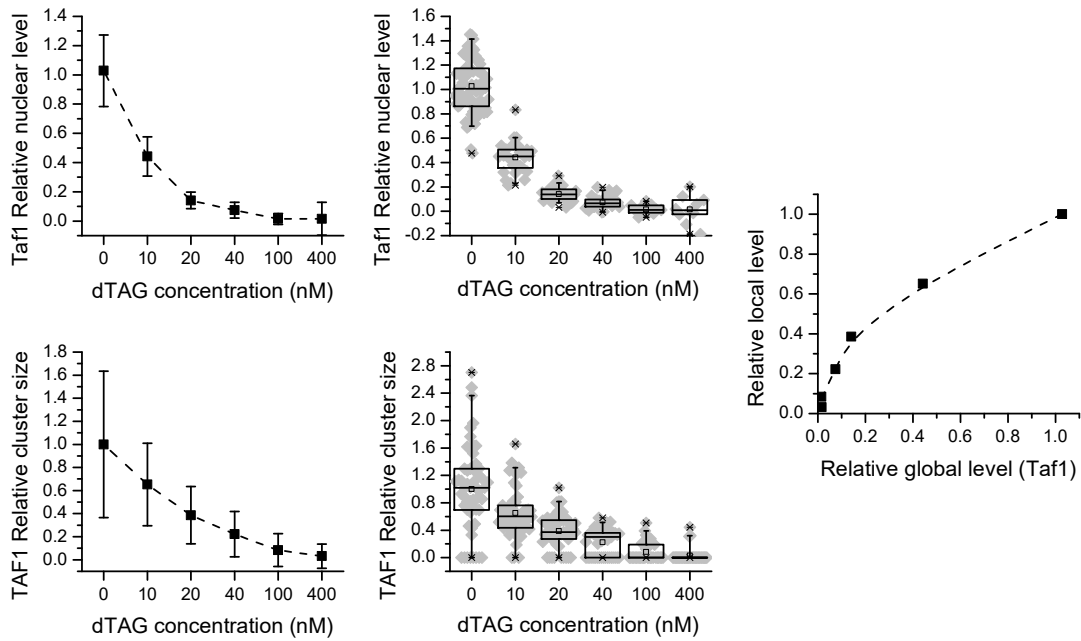 Taf1 Relative nuclear level
1.4
1.2
1.0
0.8
0.6
0.4
0.2
0.0
0 10 20 40 100 400
dTAG concentration (nM)
Taf1 Relative nuclear level
1.6
1.4
1.2
1.0
0.8
0.6
0.4
0.2
0.0
-0.2
0 10 20 40 100 400
dTAG concentration (nM)
TAF1 Relative cluster size
1.8
1.6
1.4
1.2
1.0
0.8
0.6
0.4
0.2
0.0
0 10 20 40 100 400
dTAG concentration (nM)
TAF1 Relative cluster size
2.8
2.4
2.0
1.6
1.2
0.8
0.4
0.0
0 10 20 40 100 400
dTAG concentration (nM)
Relative local level
1.0
0.8
0.6
0.4
0.2
0.0
0.0 0.2 0.4 0.6 0.8 1.0
Relative global level (Taf1)